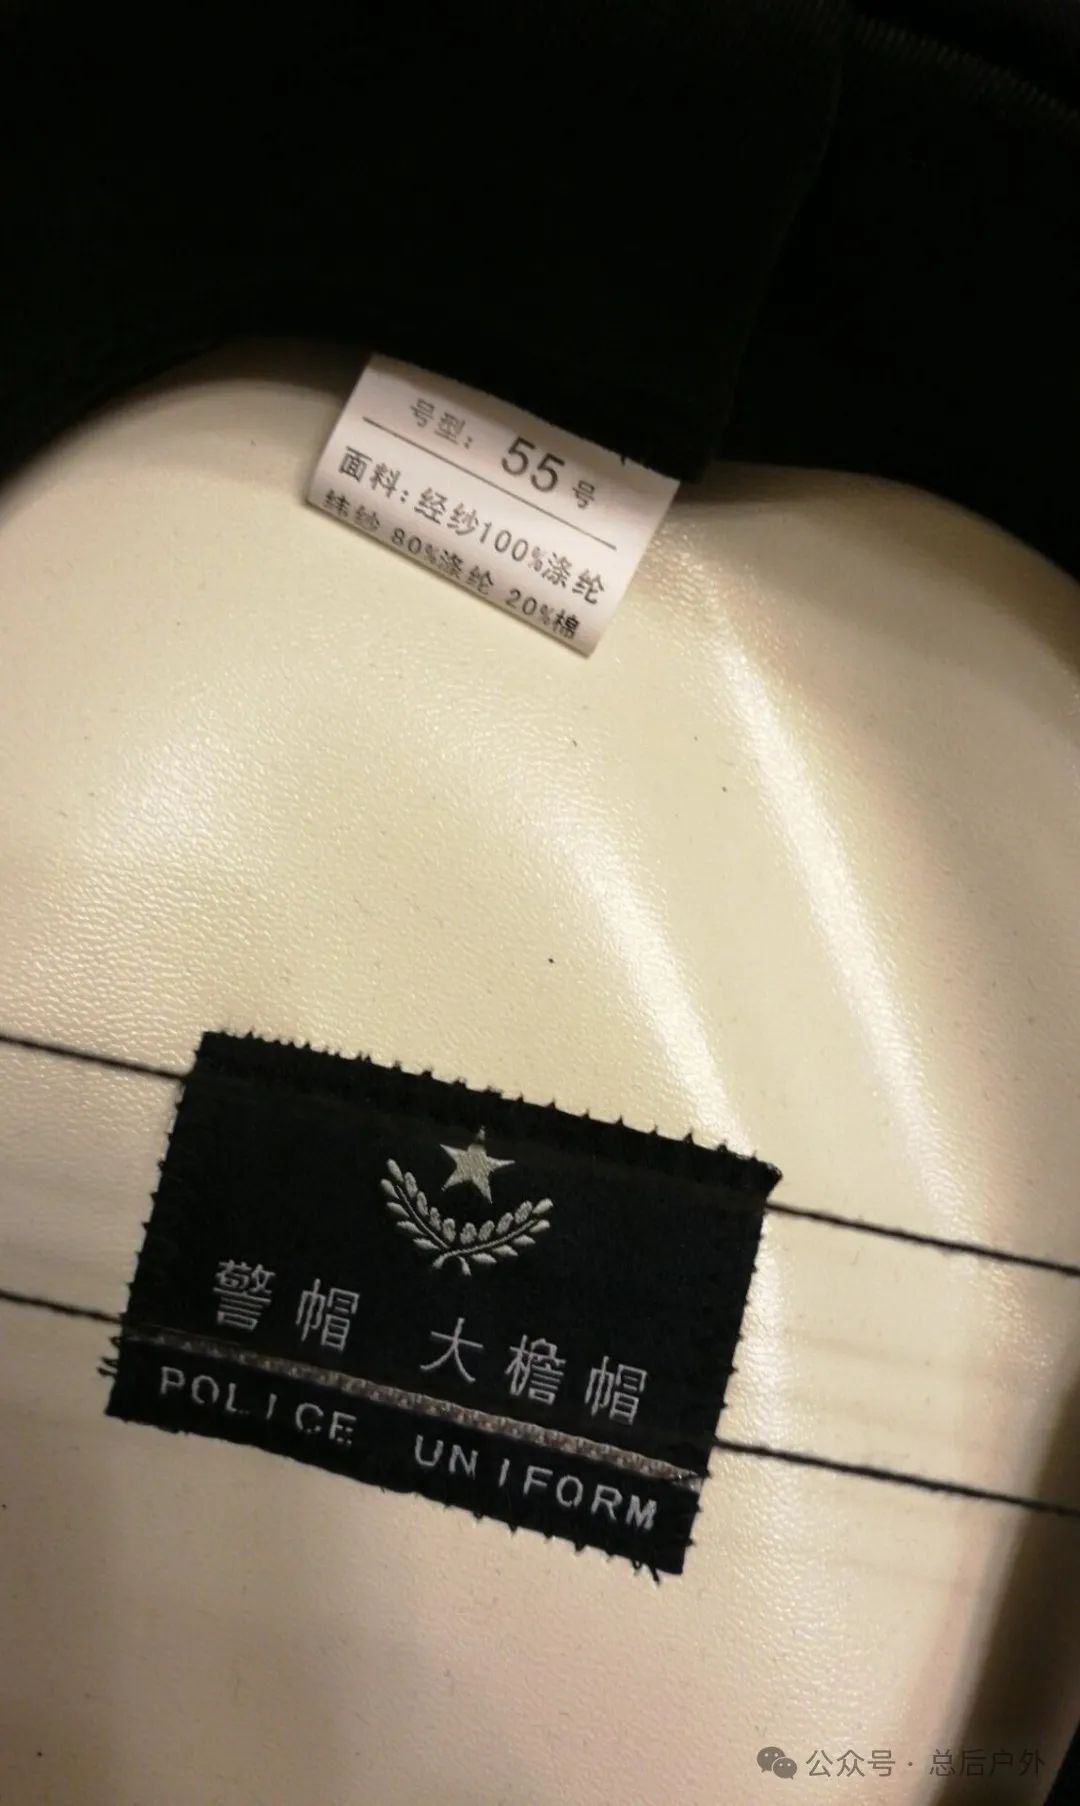 号型: 55号
面料: 经纱100%涤纶
纬纱 80%涤纶 20%棉
警帽 大檐帽
POLICE UNIFORM
公众号 · 总后户外